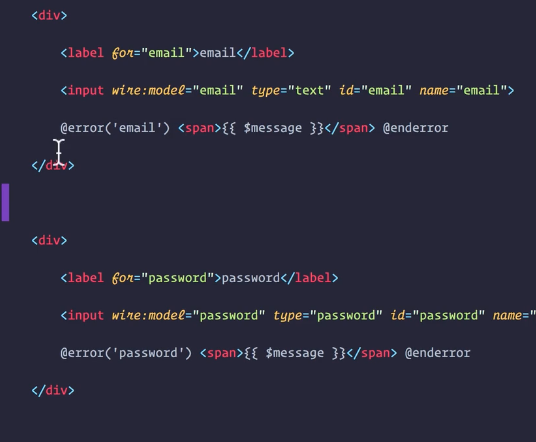 <div>
<label for="email">email</label>
<input wire:model="email" type="text" id="email" name="email">
@error('email') <span>{{ $message }}</span> @enderror
</div>
<div>
<label for="password">password</label>
<input wire:model="password" type="password" id="password" name="
@error('password') <span>{{ $message }}</span> @enderror
</div>